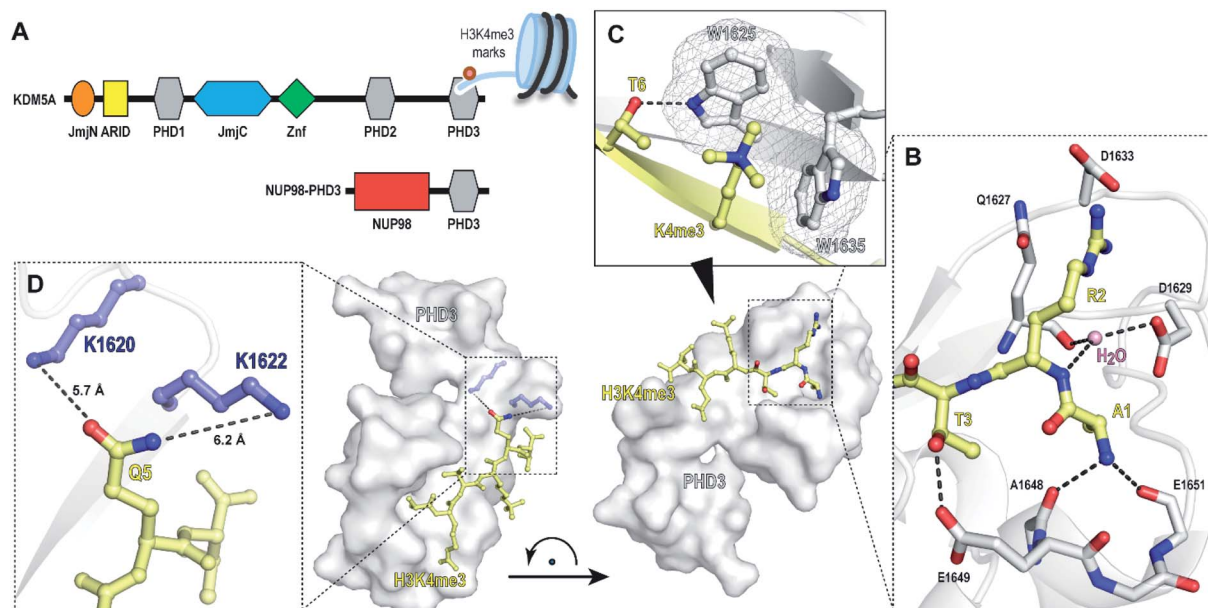 A
H3K4me3
marks
KDM5A
JmjN ARID PHD1 JmjC Znf PHD2 PHD3
NUP98-PHD3
NUP98 PHD3
C
W1625
T6
K4me3
W1635
B
D1633
Q1627
R2
D1629
H₂O
T3
A1
A1648
E1651
E1649
D
K1620
K1622
5.7 Å
6.2 Å
Q5
PHD3
H3K4me3
H3K4me3
PHD3